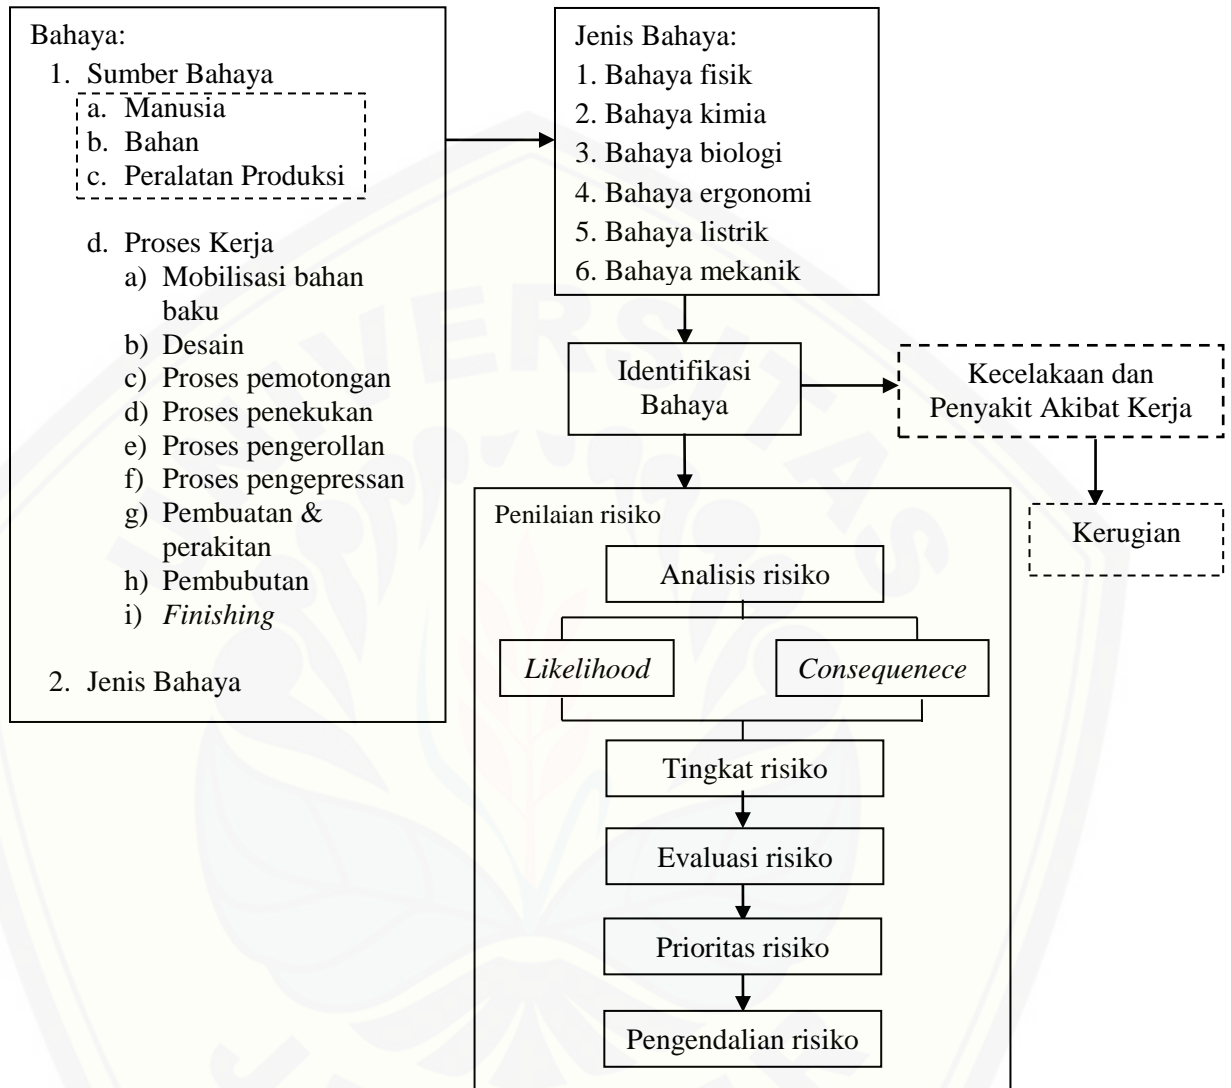 Bahaya:
1. Sumber Bahaya
a. Manusia
b. Bahan
c. Peralatan Produksi
d. Proses Kerja
a) Mobilisasi bahan
baku
b) Desain
c) Proses pemotongan
d) Proses penekukan
e) Proses pengerollan
f) Proses pengepressan
g) Pembuatan &
perakitan
h) Pembubutan
i) Finishing
2. Jenis Bahaya
Jenis Bahaya:
1. Bahaya fisik
2. Bahaya kimia
3. Bahaya biologi
4. Bahaya ergonomi
5. Bahaya listrik
6. Bahaya mekanik
Identifikasi
Bahaya
Kecelakaan dan
Penyakit Akibat Kerja
Kerugian
Penilaian risiko
Analisis risiko
Likelihood
Consequenece
Tingkat risiko
Evaluasi risiko
Prioritas risiko
Pengendalian risiko
UNIVERSITAS